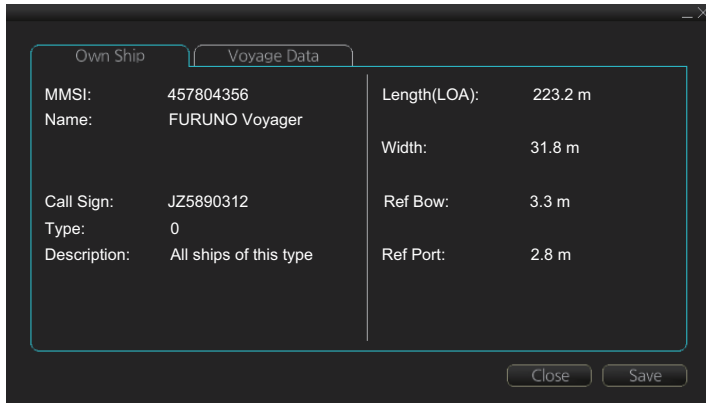 Own Ship
Voyage Data
MMSI: 457804356
Name: FURUNO Voyager
Call Sign: JZ5890312
Type: 0
Description: All ships of this type
Length(LOA): 223.2 m
Width: 31.8 m
Ref Bow: 3.3 m
Ref Port: 2.8 m
Close
Save